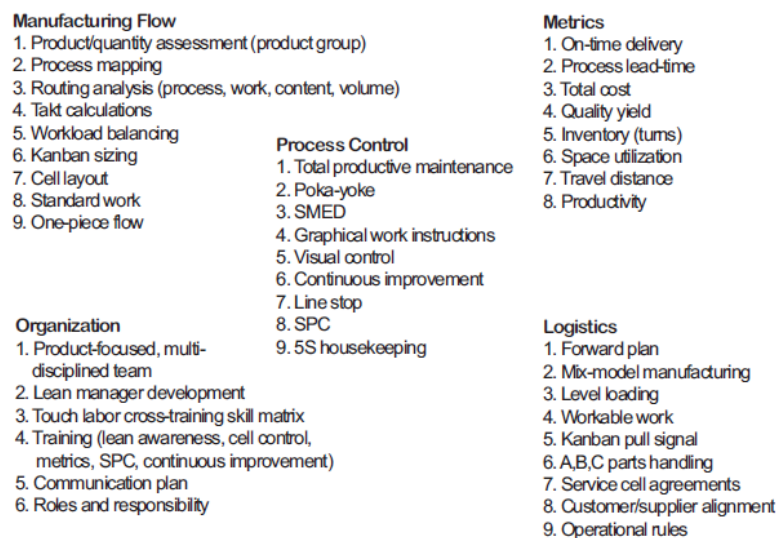 Manufacturing Flow
1. Product/quantity assessment (product group)
2. Process mapping
3. Routing analysis (process, work, content, volume)
4. Takt calculations
5. Workload balancing
6. Kanban sizing
7. Cell layout
8. Standard work
9. One-piece flow
Process Control
1. Total productive maintenance
2. Poka-yoke
3. SMED
4. Graphical work instructions
5. Visual control
6. Continuous improvement
7. Line stop
8. SPC
9. 5S housekeeping
Metrics
1. On-time delivery
2. Process lead-time
3. Total cost
4. Quality yield
5. Inventory (turns)
6. Space utilization
7. Travel distance
8. Productivity
Organization
1. Product-focused, multi-
disciplined team
2. Lean manager development
3. Touch labor cross-training skill matrix
4. Training (lean awareness, cell control,
metrics, SPC, continuous improvement)
5. Communication plan
6. Roles and responsibility
Logistics
1. Forward plan
2. Mix-model manufacturing
3. Level loading
4. Workable work
5. Kanban pull signal
6. A,B,C parts handling
7. Service cell agreements
8. Customer/supplier alignment
9. Operational rules